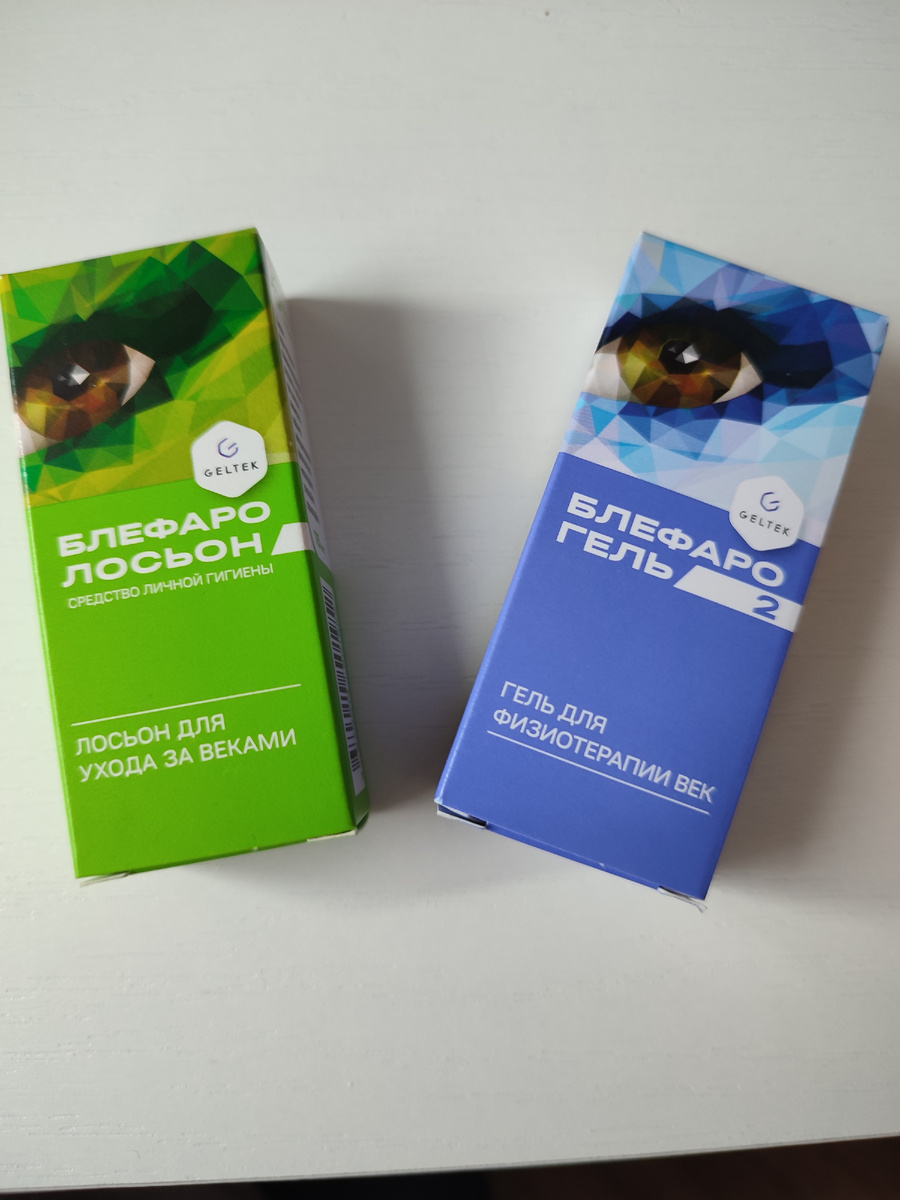 GELTEK
БЛЕФАРО
ЛОСЬОН
СРЕДСТВО ЛИЧНОЙ ГИГИЕНЫ
ЛОСЬОН ДЛЯ
УХОДА ЗА ВЕКАМИ
GELTEK
БЛЕФАРО
ГЕЛЬ
2
ГЕЛЬ ДЛЯ
ФИЗИОТЕРАПИИ ВЕК